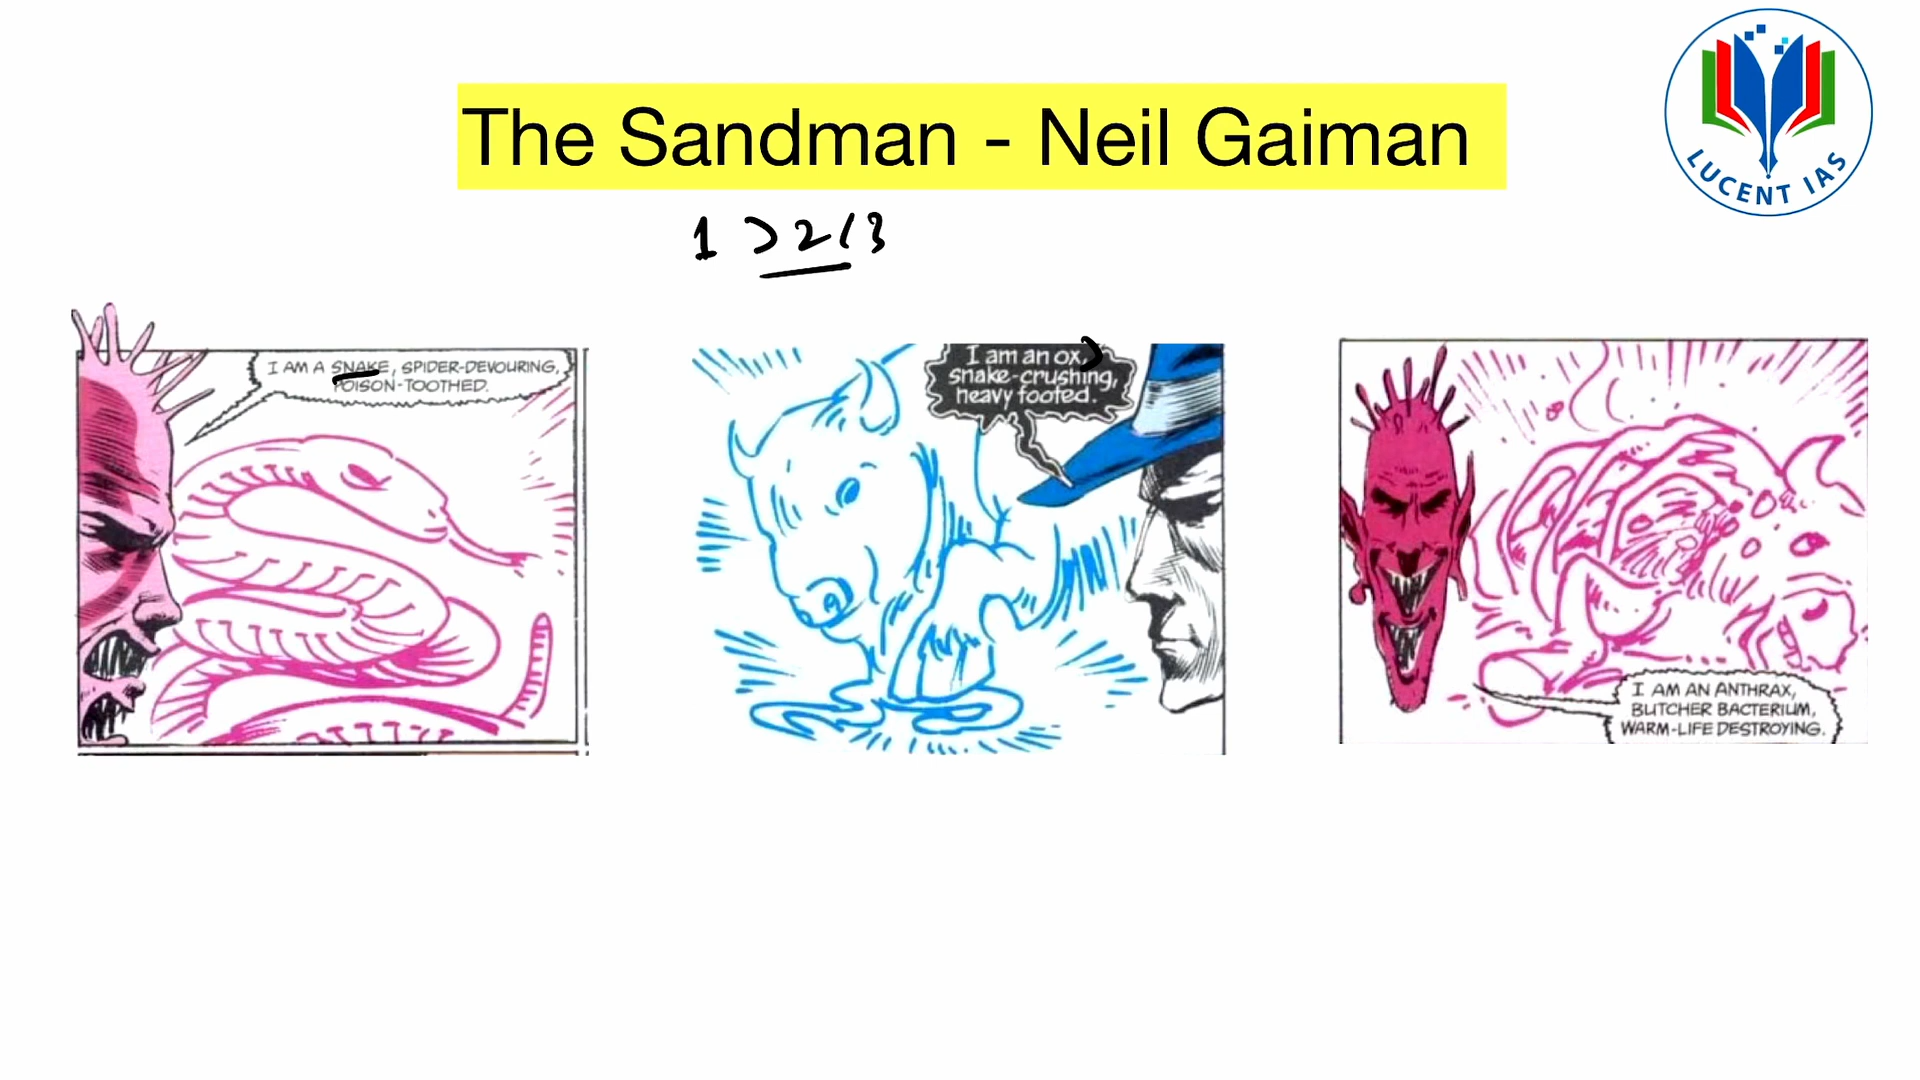 The Sandman - Neil Gaiman
LUCENT IAS
1 > 2 < 3
I AM A SNAKE, SPIDER-DEVOURING,
POISON-TOOTHED.
I am an ox,
snake-crushing,
heavy footed.
I AM AN ANTHRAX,
BUTCHER BACTERIUM,
WARM-LIFE DESTROYING.